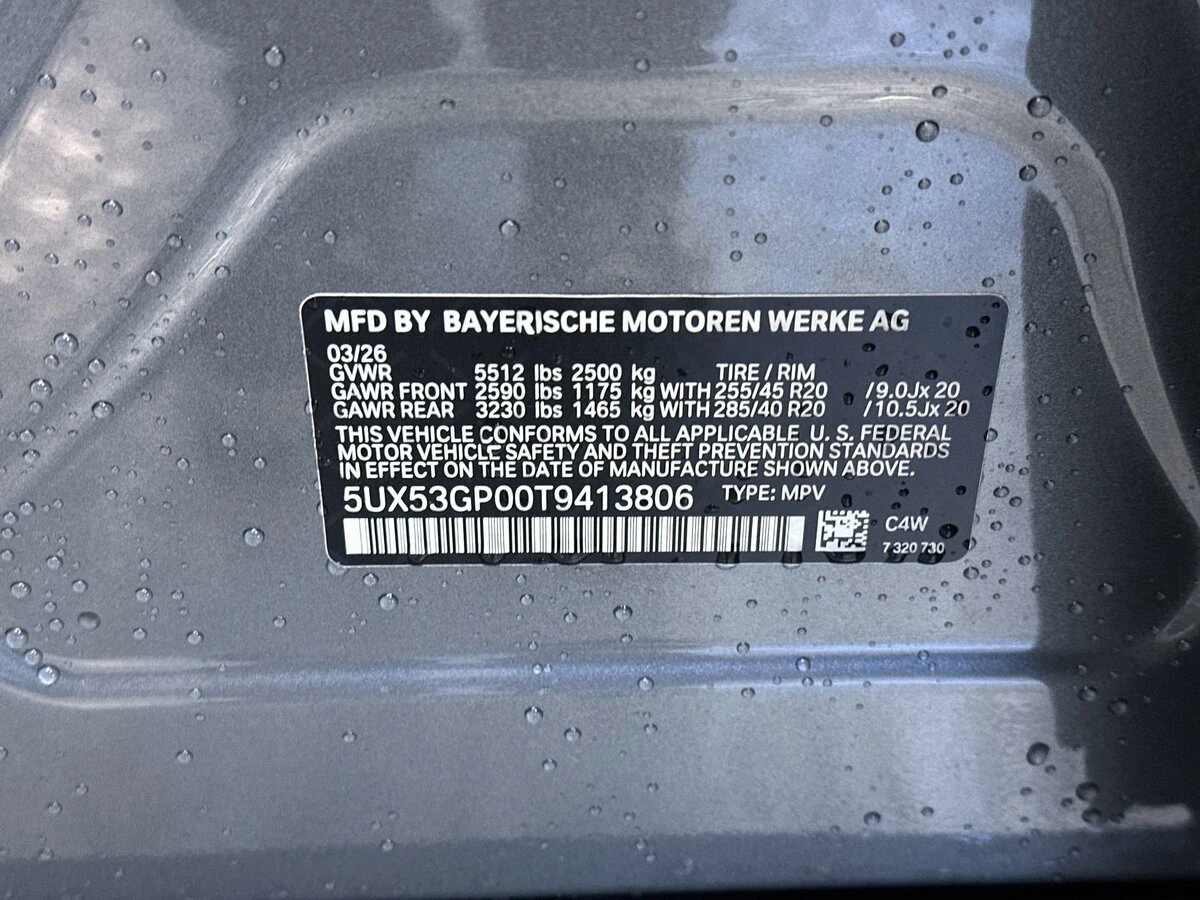 MFD BY BAYERISCHE MOTOREN WERKE AG
03/26
GVWR 5512 lbs 2500 kg TIRE / RIM
GAWR FRONT 2590 lbs 1175 kg WITH 255/45 R20 /9.0Jx 20
GAWR REAR 3230 lbs 1465 kg WITH 285/40 R20 /10.5Jx 20
THIS VEHICLE CONFORMS TO ALL APPLICABLE U. S. FEDERAL
MOTOR VEHICLE SAFETY AND THEFT PREVENTION STANDARDS
IN EFFECT ON THE DATE OF MANUFACTURE SHOWN ABOVE.
5UX53GP00T9413806 TYPE: MPV
C4W
7 320 730